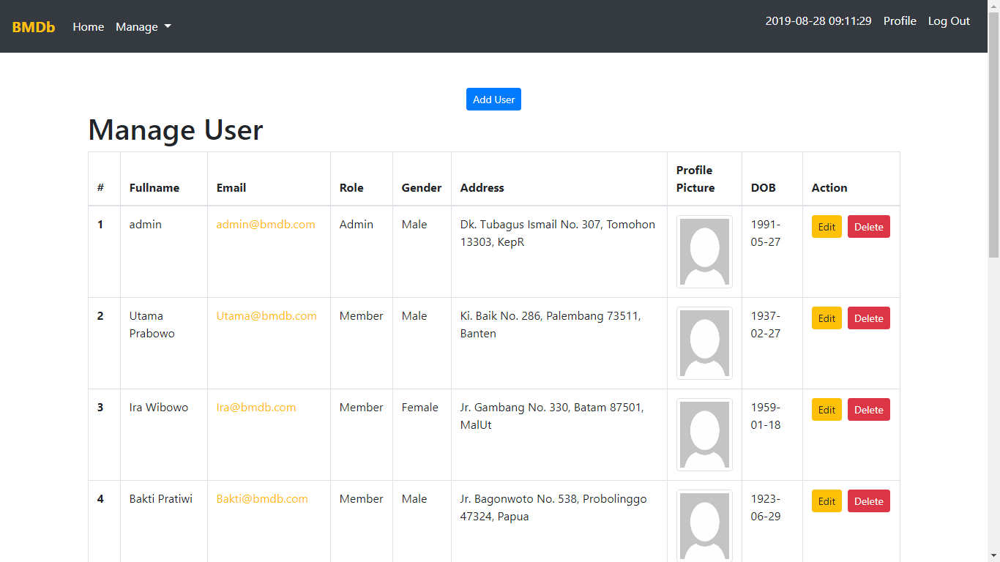 BMDb Home Manage 2019-08-28 09:11:29 Profile Log Out
Add User
Manage User
# Fullname Email Role Gender Address Profile Picture DOB Action
1 admin admin@bmdb.com Admin Male Dk. Tubagus Ismail No. 307, Tomohon 1991- Edit Delete
13303, KepR 05-27
2 Utama Utama@bmdb.com Member Male Ki. Baik No. 286, Palembang 73511, 1937- Edit Delete
Prabowo Banten 02-27
3 Ira Wibowo Ira@bmdb.com Member Female Jr. Gambang No. 330, Batam 87501, 1959- Edit Delete
MalUt 01-18
4 Bakti Pratiwi Bakti@bmdb.com Member Male Jr. Bagonwoto No. 538, Probolinggo 1923- Edit Delete
47324, Papua 06-29